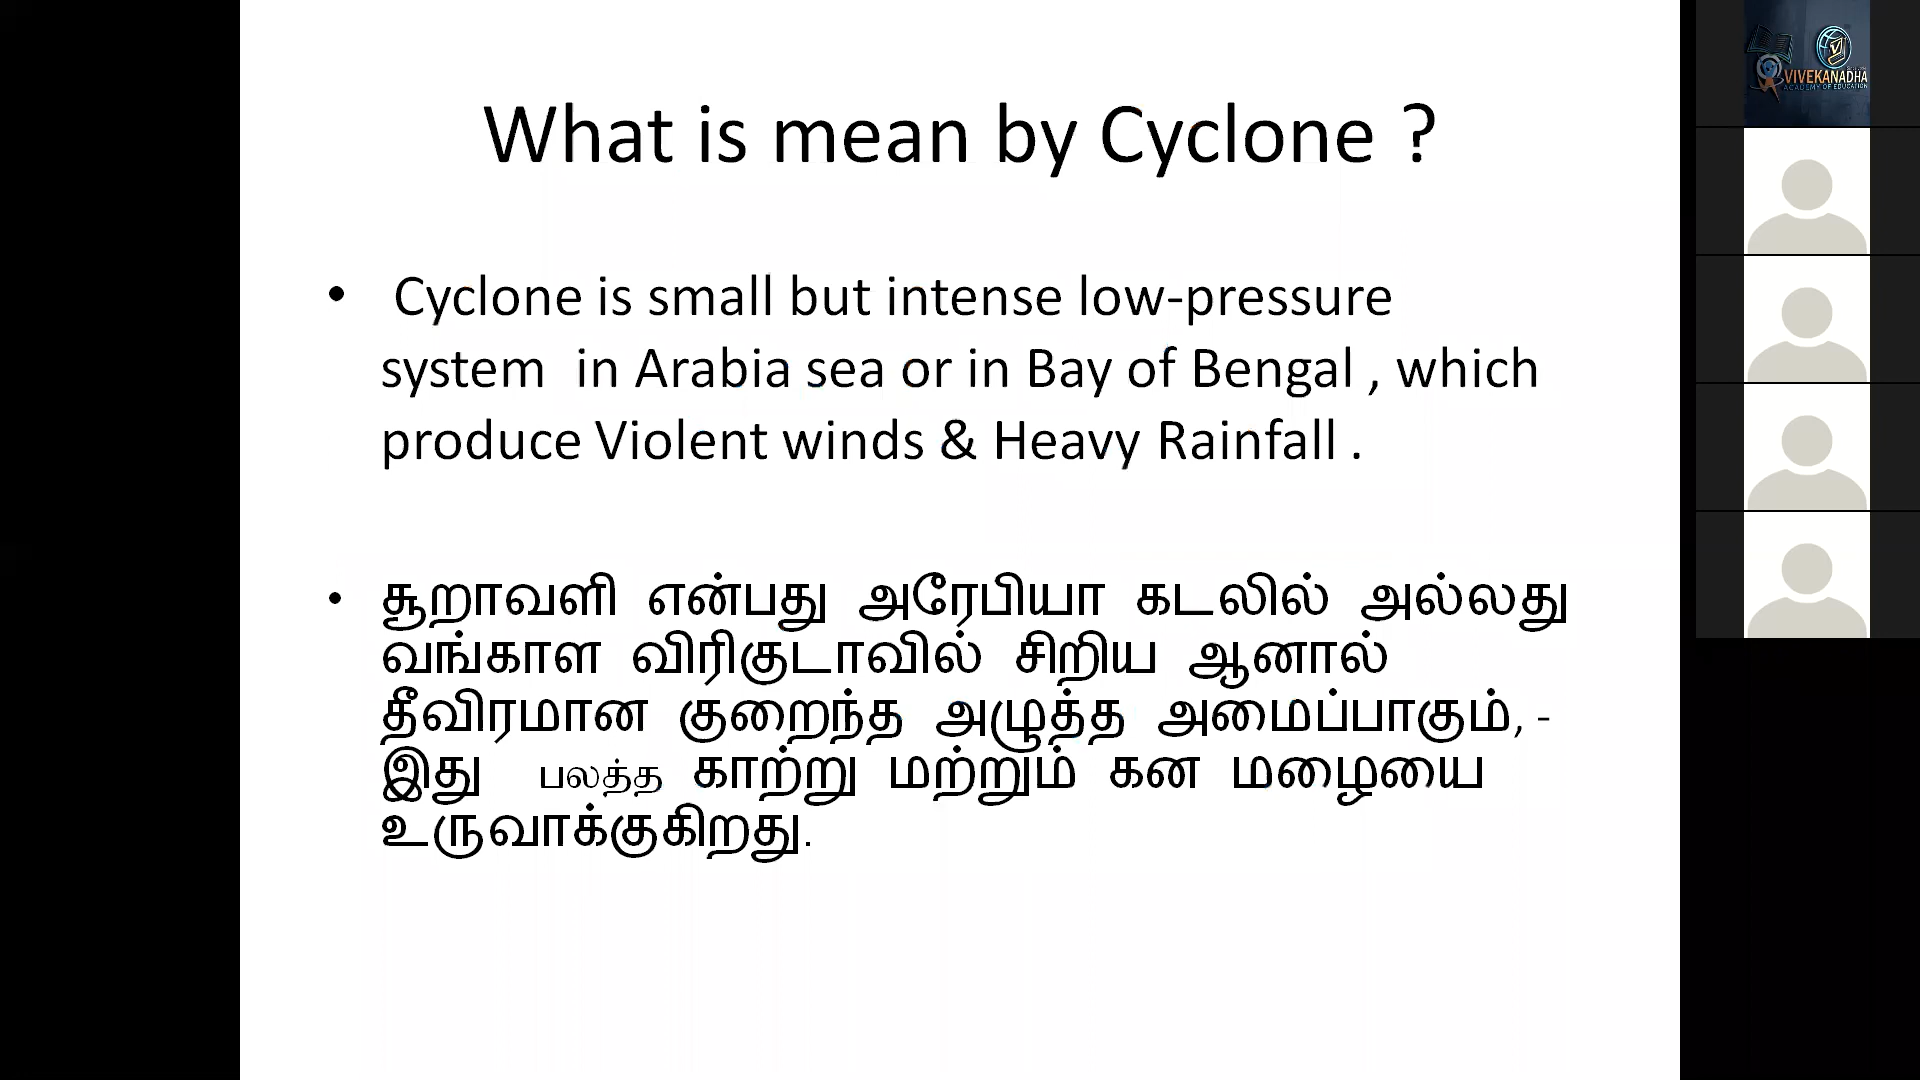 What is mean by Cyclone ?
• Cyclone is small but intense low-pressure
system in Arabia sea or in Bay of Bengal , which
produce Violent winds & Heavy Rainfall .
• சூறாவளி என்பது அரேபியா கடலில் அல்லது
வங்காள விரிகுடாவில் சிறிய ஆனால்
தீவிரமான குறைந்த அழுத்த அமைப்பாகும், -
இது பலத்த காற்று மற்றும் கன மழையை
உருவாக்குகிறது.
VIVEKANADHA
ACADEMY OF EDUCATION